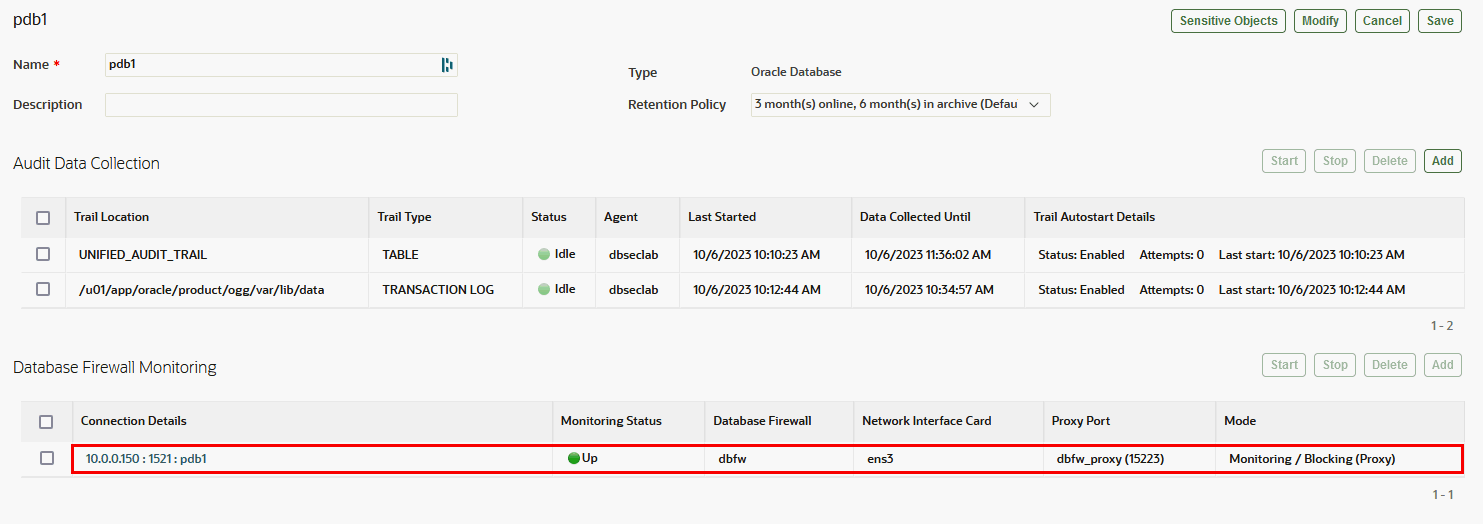 pdb1
Sensitive Objects Modify Cancel Save
Name * pdb1
Type Oracle Database
Description
Retention Policy 3 month(s) online, 6 month(s) in archive (Defau
Audit Data Collection
Start Stop Delete Add
Trail Location Trail Type Status Agent Last Started Data Collected Until Trail Autostart Details
UNIFIED_AUDIT_TRAIL TABLE Idle dbseclab 10/6/2023 10:10:23 AM 10/6/2023 11:36:02 AM Status: Enabled Attempts: 0 Last start: 10/6/2023 10:10:23 AM
/u01/app/oracle/product/ogg/var/lib/data TRANSACTION LOG Idle dbseclab 10/6/2023 10:12:44 AM 10/6/2023 10:34:57 AM Status: Enabled Attempts: 0 Last start: 10/6/2023 10:12:44 AM
1 - 2
Database Firewall Monitoring
Start Stop Delete Add
Connection Details Monitoring Status Database Firewall Network Interface Card Proxy Port Mode
10.0.0.150 : 1521 : pdb1 Up dbfw ens3 dbfw_proxy (15223) Monitoring / Blocking (Proxy)
1 - 1